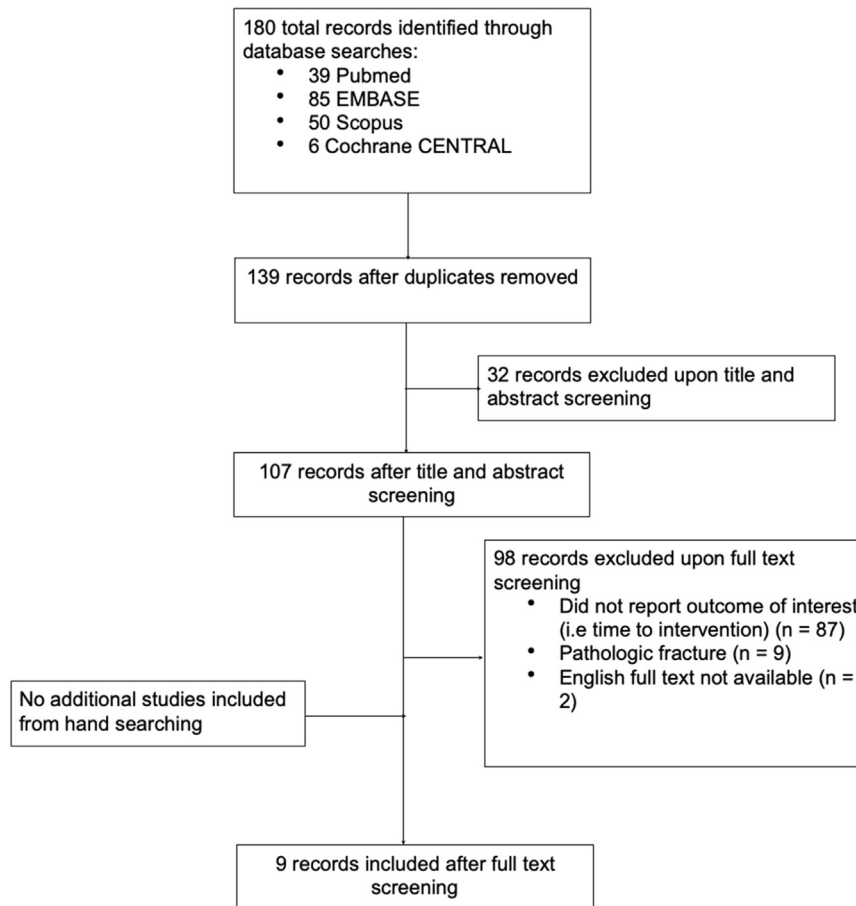 180 total records identified through
database searches:
• 39 Pubmed
• 85 EMBASE
• 50 Scopus
• 6 Cochrane CENTRAL
139 records after duplicates removed
32 records excluded upon title and
abstract screening
107 records after title and abstract
screening
98 records excluded upon full text
screening
• Did not report outcome of interest
(i.e time to intervention) (n = 87)
• Pathologic fracture (n = 9)
• English full text not available (n =
2)
No additional studies included
from hand searching
9 records included after full text
screening